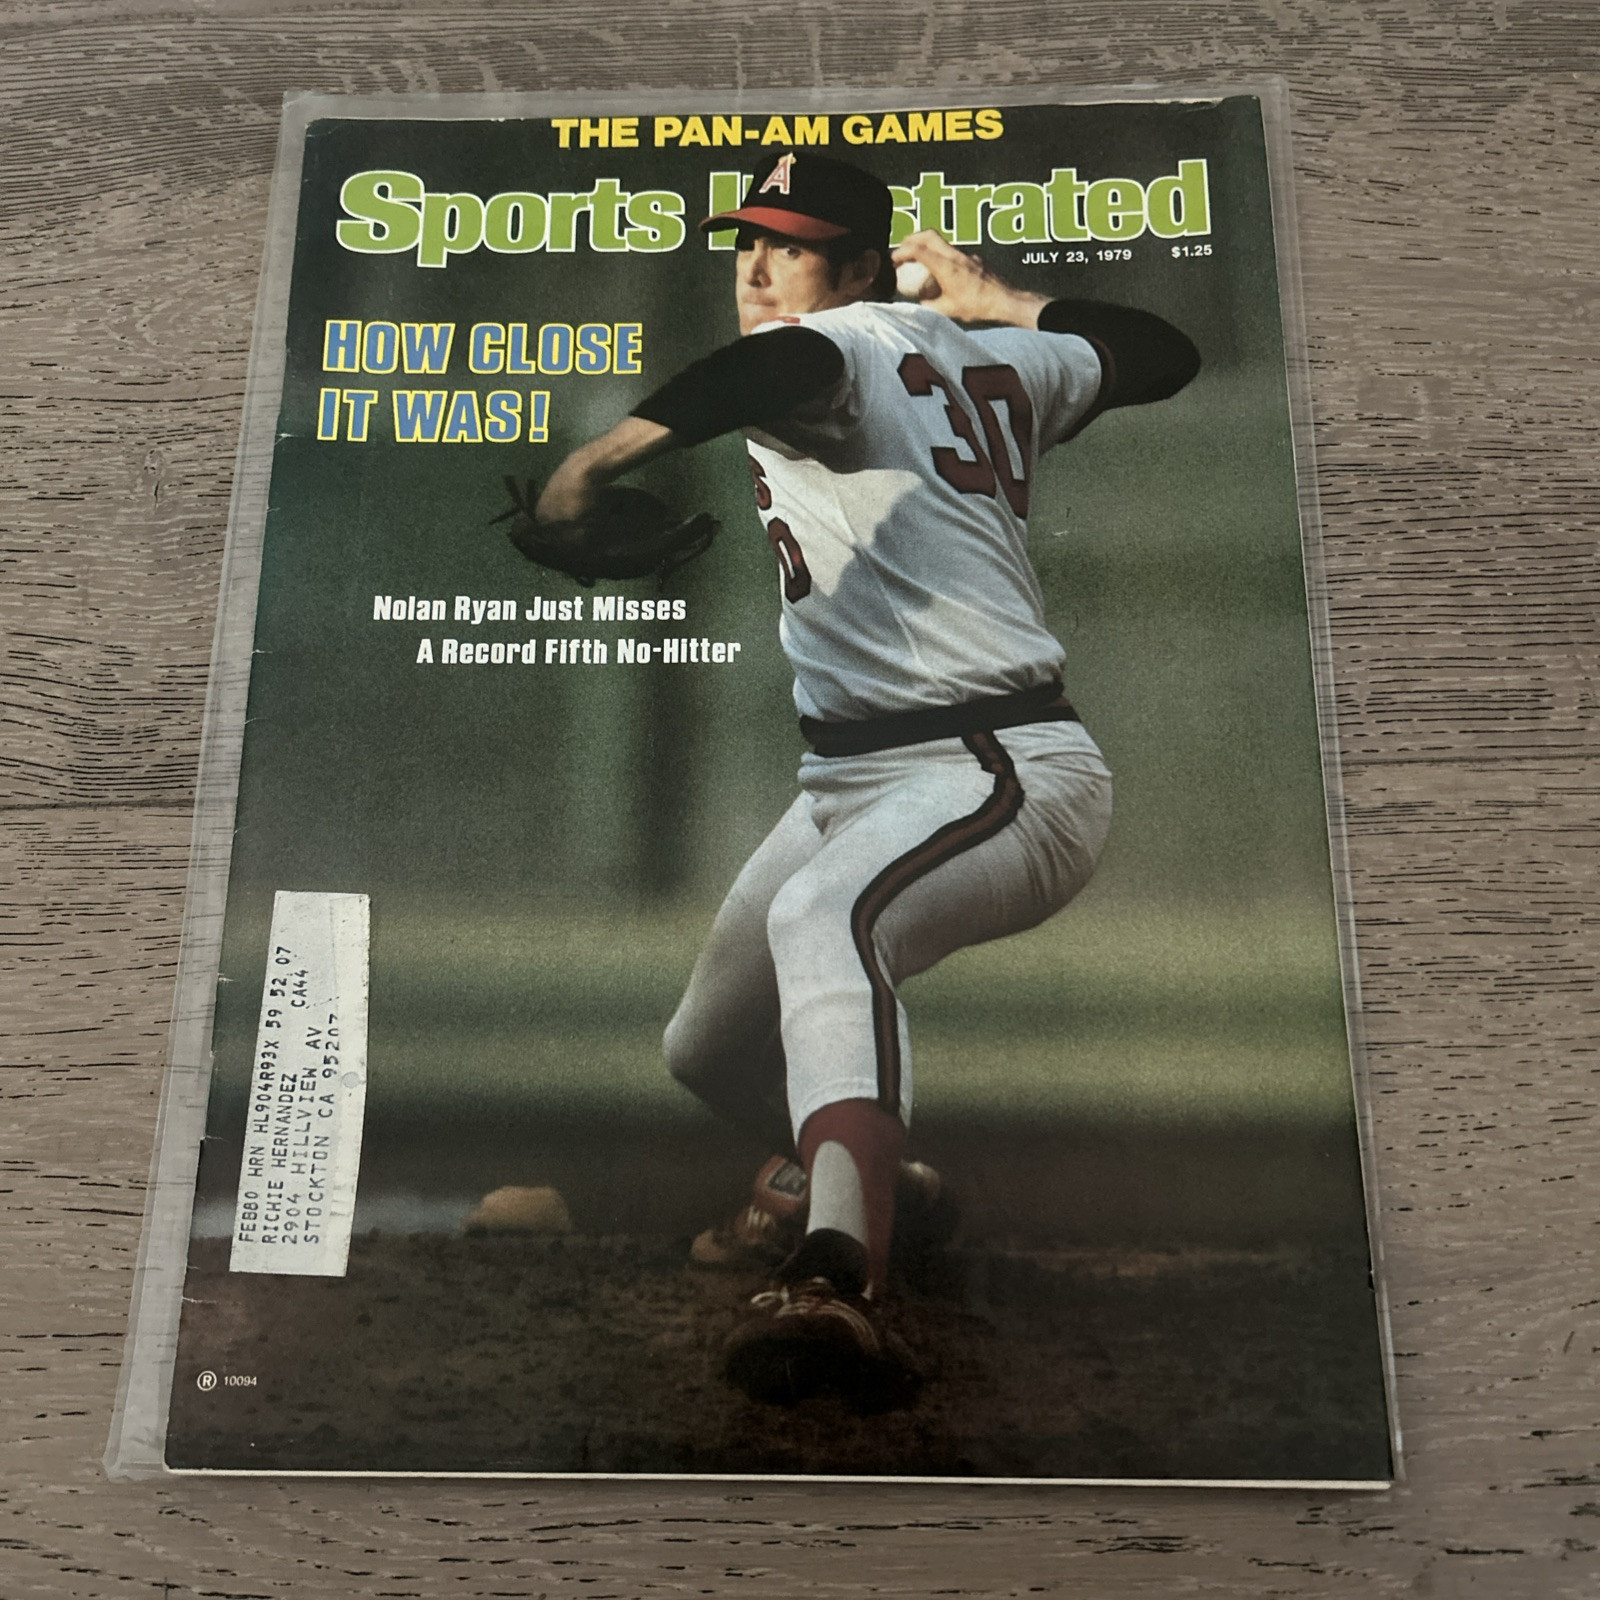 THE PAN-AM GAMES
Sports Illustrated
JULY 23, 1979 $1.25
HOW CLOSE
IT WAS!
30
S
0
Nolan Ryan Just Misses
A Record Fifth No-Hitter
FEB80 HRN HL904R93X 59 52 07
RICHIE HERNANDEZ CA44
2904 HILLVIEW AV
STOCKTON CA 95207
R 10094
A